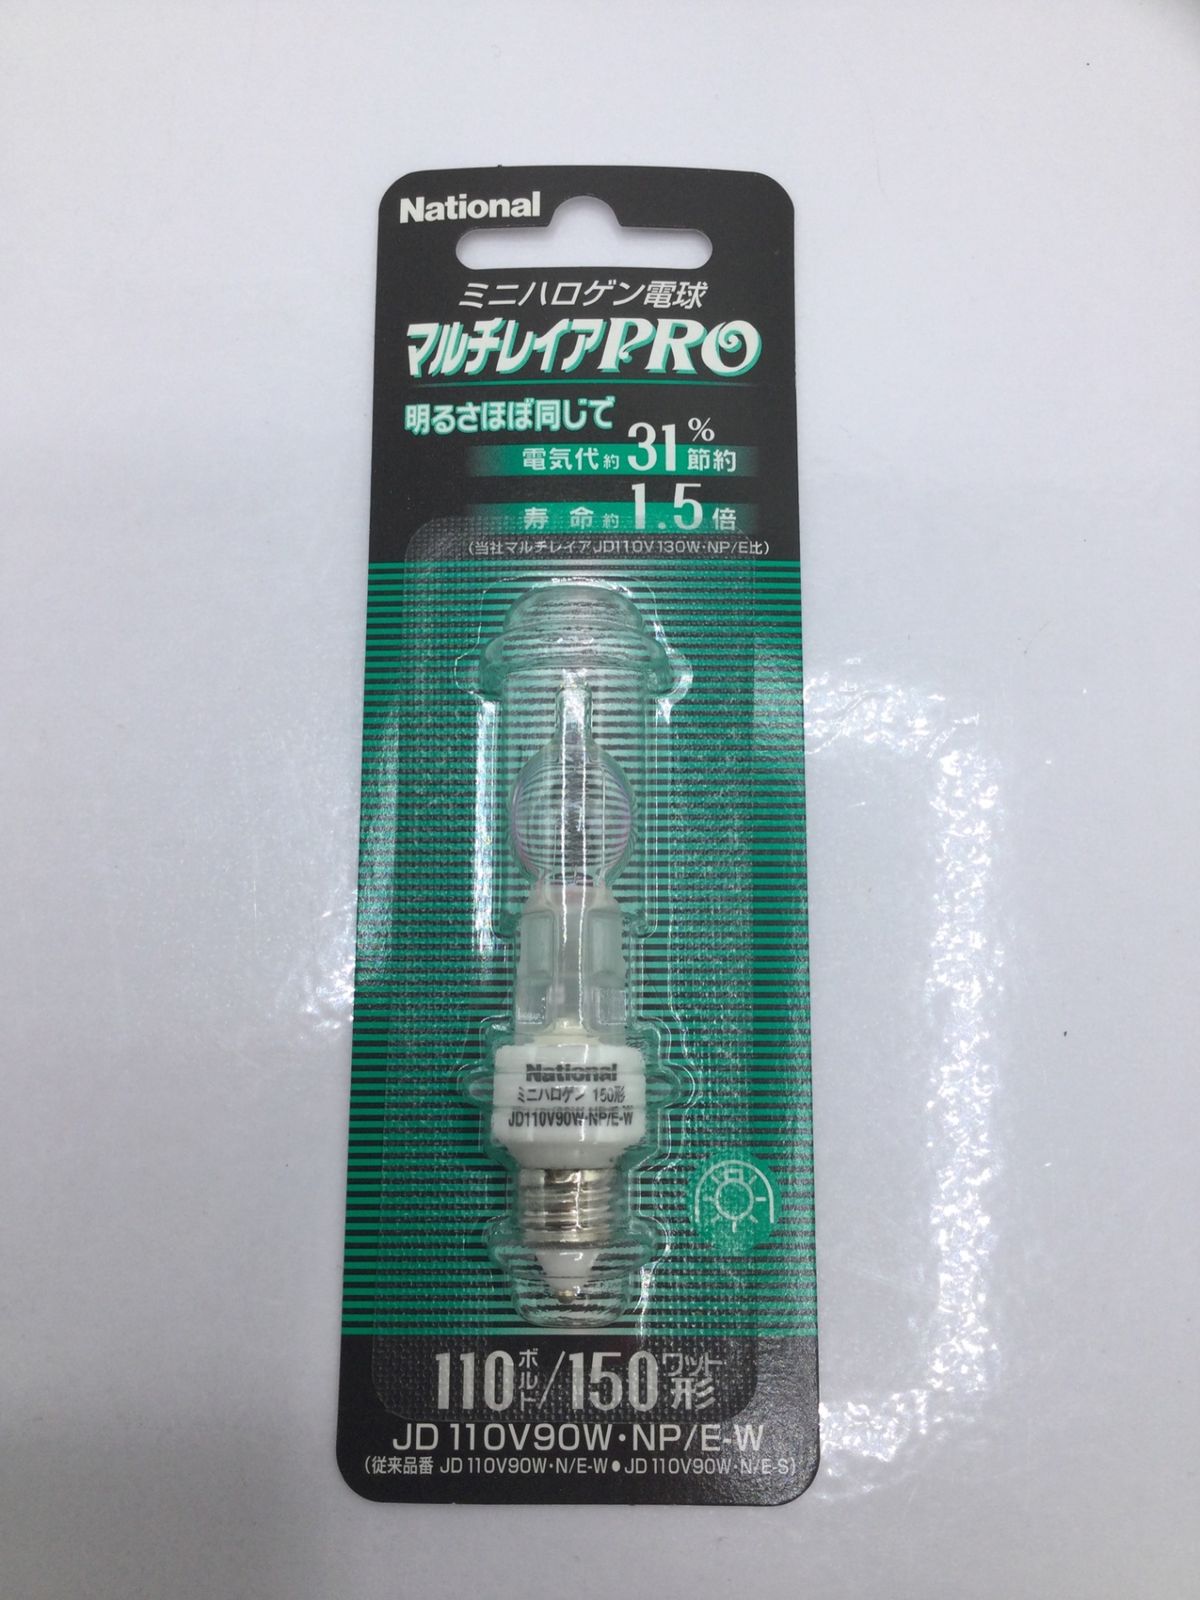 National
ミニハロゲン電球
マルチレイアPRO
明るさほぼ同じで
電気代約31%節約
寿命約1.5倍
(当社マルチレイアJD110V130W・NP/E比)
National
ミニハロゲン 150形
JD110V90W・NP/E-W
110ボルト/150ワット形
JD 110V90W・NP/E-W
(従来品番 JD 110V90W・N/E-W●JD 110V90W・N/E-S)